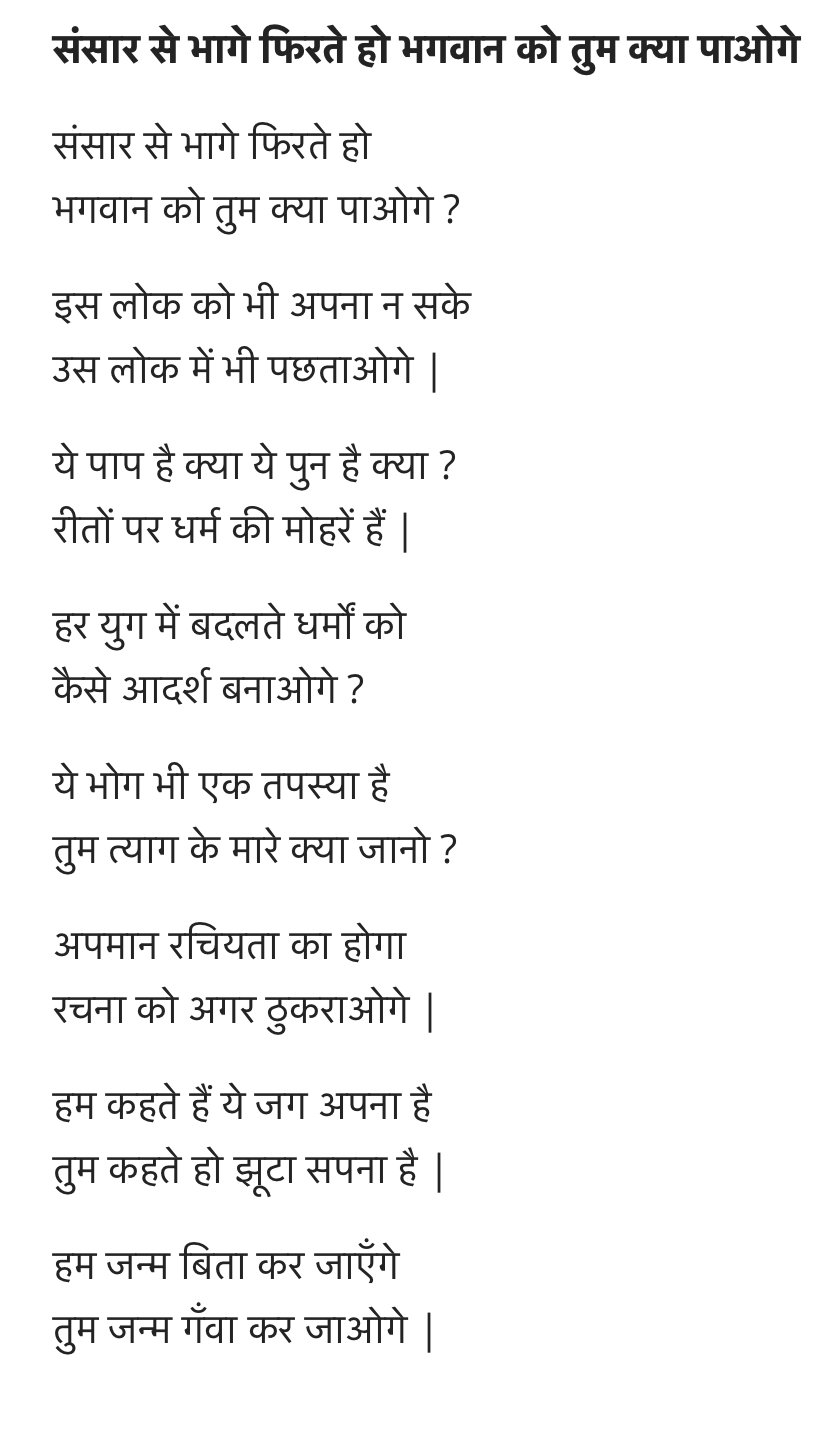 संसार से भागे फिरते हो भगवान को तुम क्या पाओगे
संसार से भागे फिरते हो
भगवान को तुम क्या पाओगे ?
इस लोक को भी अपना न सके
उस लोक में भी पछताओगे |
ये पाप है क्या ये पुन है क्या ?
रीतों पर धर्म की मोहरें हैं |
हर युग में बदलते धर्मों को
कैसे आदर्श बनाओगे ?
ये भोग भी एक तपस्या है
तुम त्याग के मारे क्या जानो ?
अपमान रचियता का होगा
रचना को अगर ठुकराओगे |
हम कहते हैं ये जग अपना है
तुम कहते हो झूटा सपना है |
हम जन्म बिता कर जाएँगे
तुम जन्म गँवा कर जाओगे |